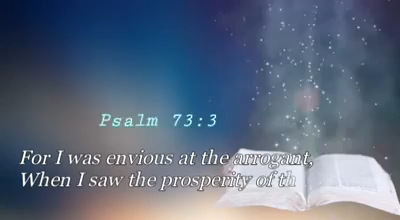 Psalm 73:3
For I was envious at the arrogant,
When I saw the prosperity of th